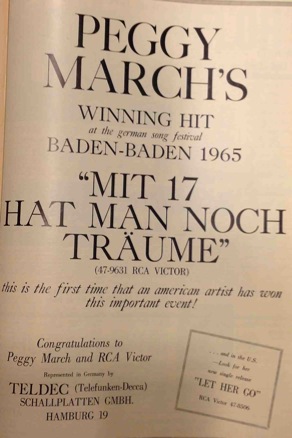 PEGGY
MARCH'S
WINNING HIT
at the german song festival
BADEN-BADEN 1965
"MIT 17
HAT MAN NOCH
TRÄUME"
(47-9631 RCA VICTOR)
this is the first time that an american artist has won
this important event!
Congratulations to
Peggy March and RCA Victor
Represented in Germany by
TELDEC (Telefunken-Decca)
SCHALLPLATTEN GMBH.
HAMBURG 19
. . . and in the U.S.
. . . Look for her
new single release
"LET HER GO"
RCA Victor 47-8506